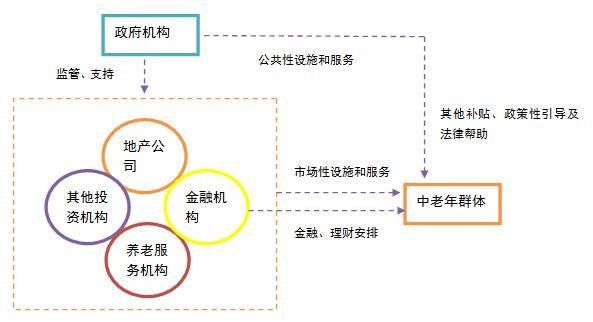 政府机构
公共性设施和服务
监管、支持
其他补贴、政策性引导及
法律帮助
地产公
司
市场性设施和服务
其他投
资机构
金融机
构
中老年群体
金融、理财安排
养老服
务机构